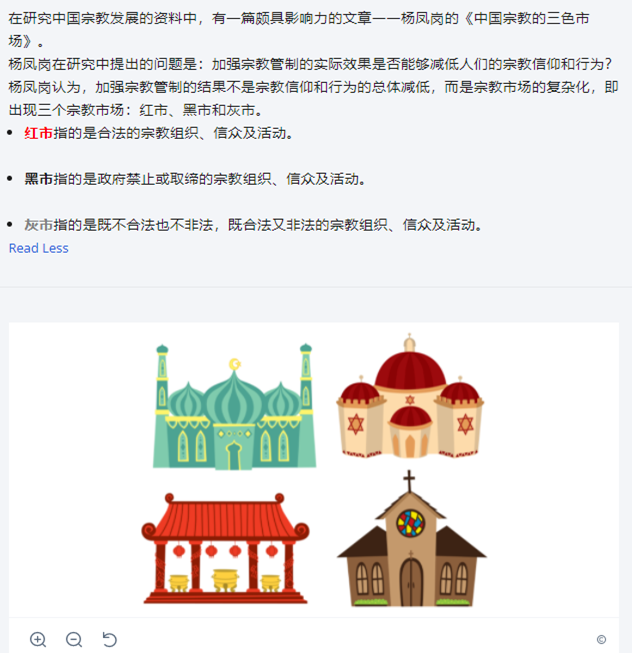 在研究中国宗教发展的资料中，有一篇颇具影响力的文章——杨凤岗的《中国宗教的三色市
场》。
杨凤岗在研究中提出的问题是：加强宗教管制的实际效果是否能够减低人们的宗教信仰和行为？
杨凤岗认为，加强宗教管制的结果不是宗教信仰和行为的总体减低，而是宗教市场的复杂化，即
出现三个宗教市场：红市、黑市和灰市。
• 红市指的是合法的宗教组织、信众及活动。
• 黑市指的是政府禁止或取缔的宗教组织、信众及活动。
• 灰市指的是既不合法也不非法，既合法又非法的宗教组织、信众及活动。
Read Less
©